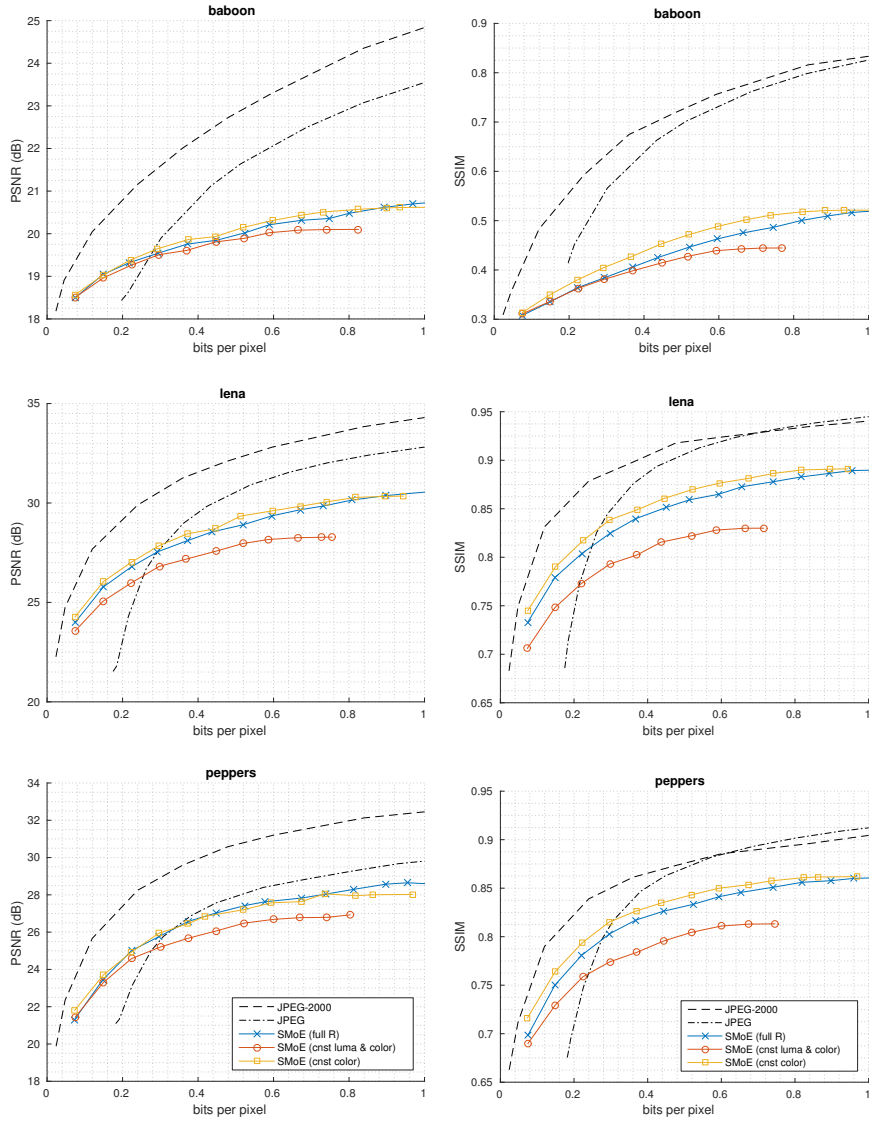 baboon
25
24
23
22
21
20
19
18
PSNR (dB)
0
0.2
0.4
0.6
0.8
1
bits per pixel
baboon
0.9
0.8
0.7
0.6
0.5
0.4
0.3
SSIM
0
0.2
0.4
0.6
0.8
1
bits per pixel
lena
35
30
25
20
PSNR (dB)
0
0.2
0.4
0.6
0.8
1
bits per pixel
lena
0.95
0.9
0.85
0.8
0.75
0.7
0.65
SSIM
0
0.2
0.4
0.6
0.8
1
bits per pixel
peppers
34
32
30
28
26
24
22
20
18
PSNR (dB)
0
0.2
0.4
0.6
0.8
1
bits per pixel
JPEG-2000
JPEG
SMoE (full R)
SMoE (cnst luma & color)
SMoE (cnst color)
peppers
0.95
0.9
0.85
0.8
0.75
0.7
0.65
SSIM
0
0.2
0.4
0.6
0.8
1
bits per pixel
JPEG-2000
JPEG
SMoE (full R)
SMoE (cnst luma & color)
SMoE (cnst color)